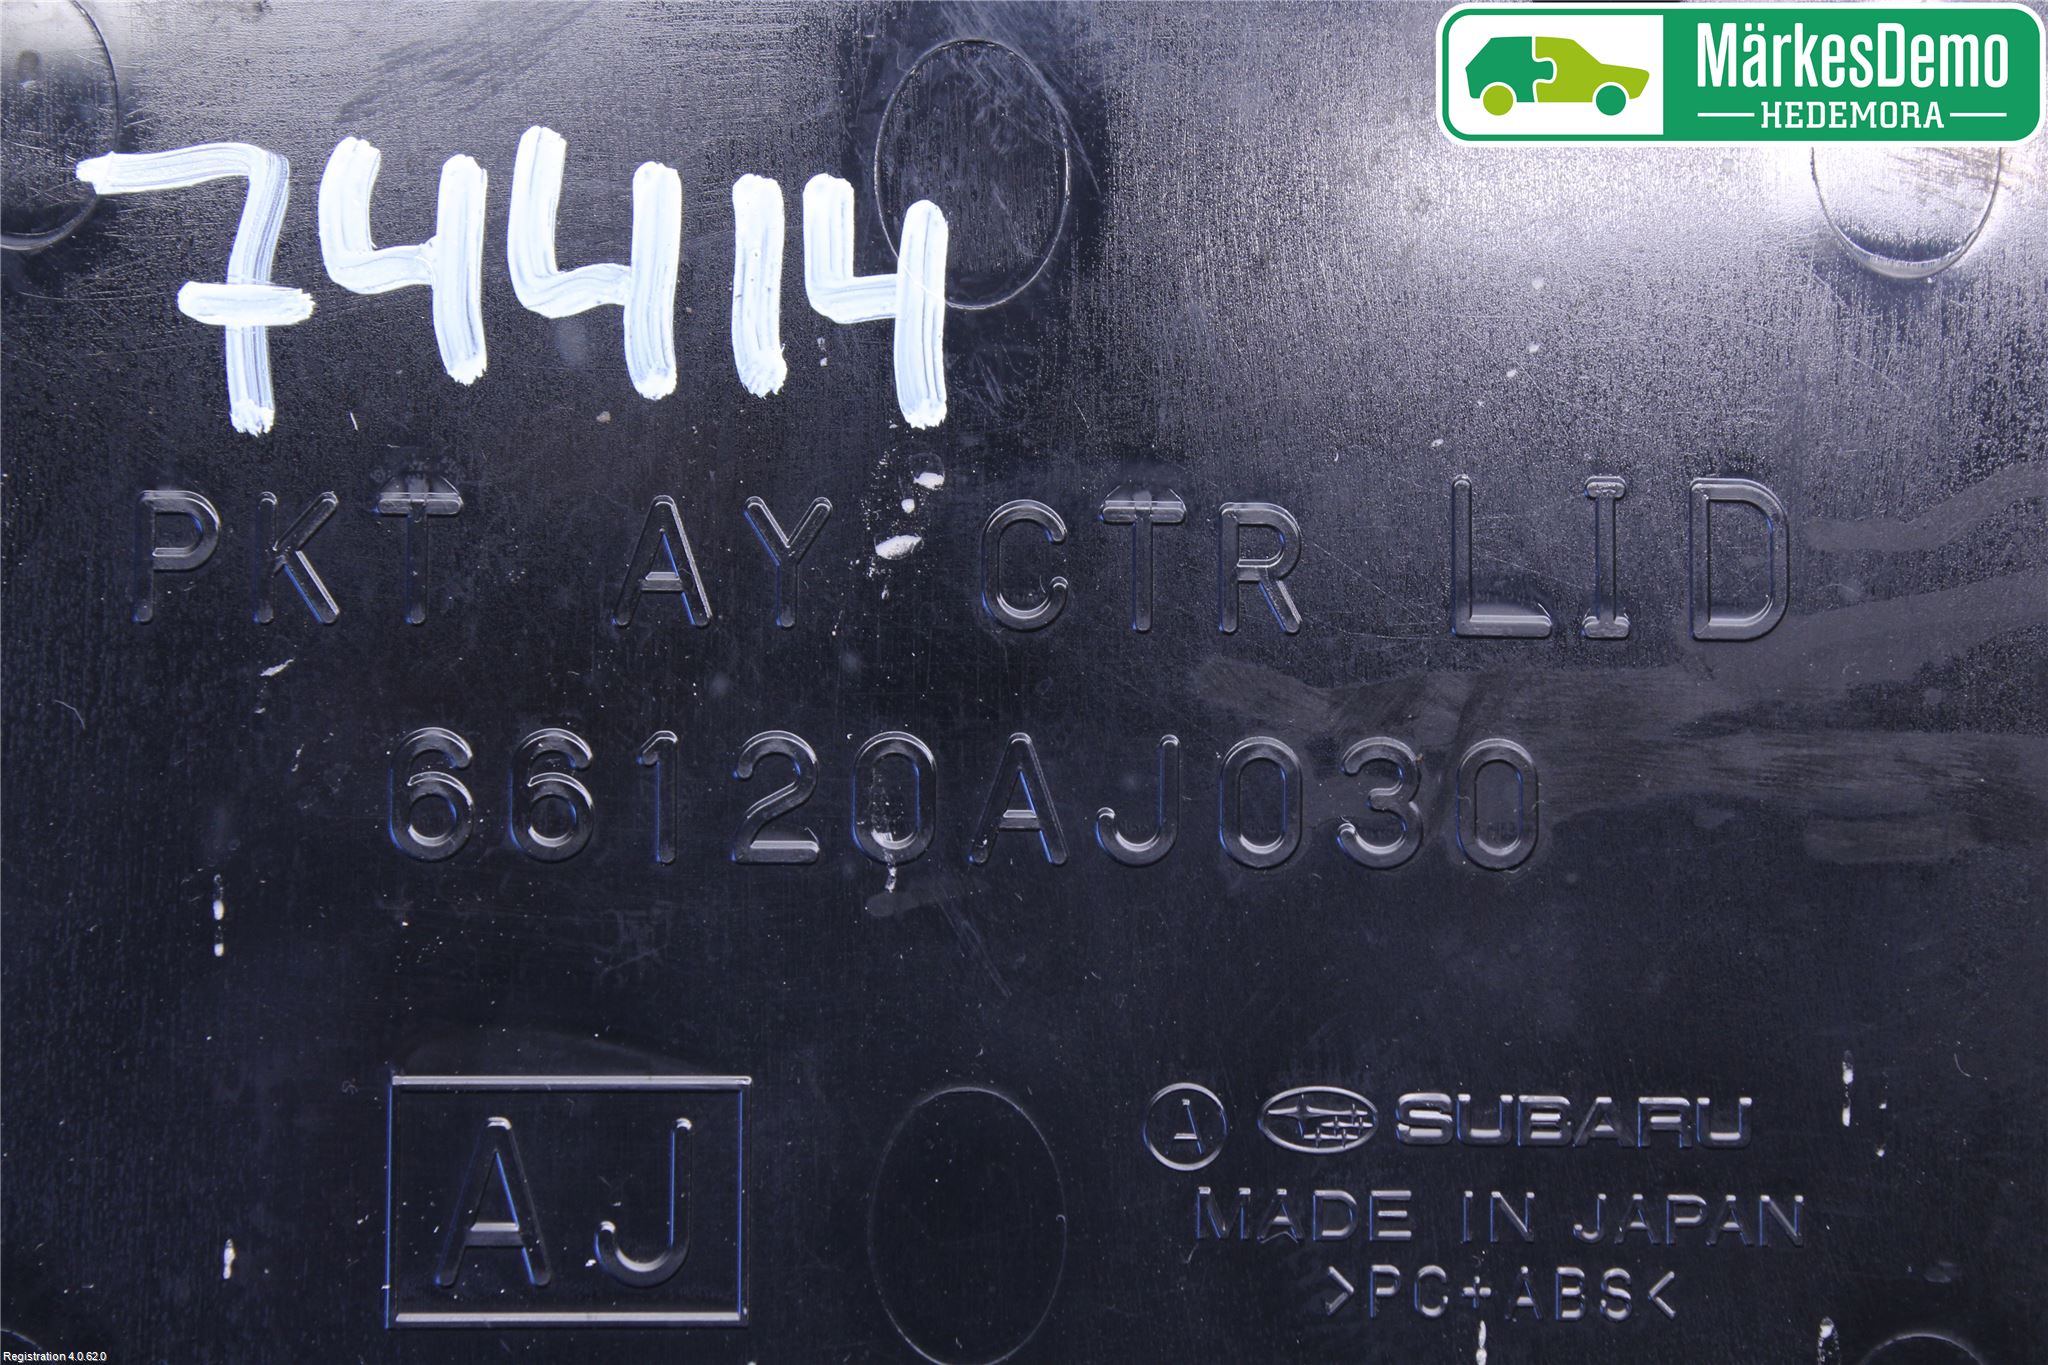 MärkesDemo
HEDEMORA
74414
PKT AY CTR LID
66120AJ030
AJ
A SUBARU
MADE IN JAPAN
>PC+ABS<
Registration 4.0.62.0